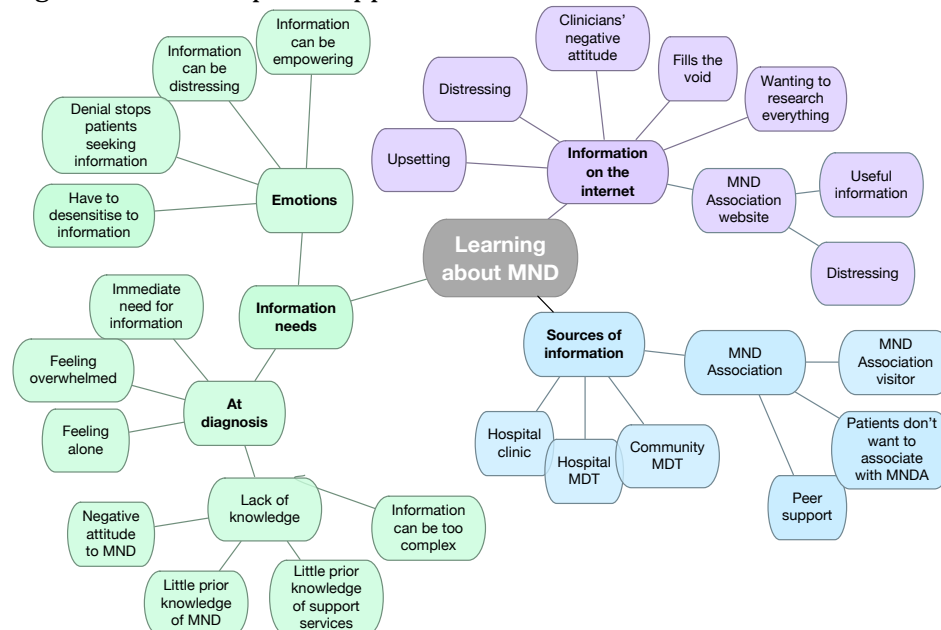 Information
can be
empowering
Information
can be
distressing
Denial stops
patients
seeking
information
Have to
desensitise to
information
Emotions
Clinicians'
negative
attitude
Fills the
void
Wanting to
research
everything
Distressing
Upsetting
Information
on the
internet
MND
Association
website
Useful
information
Distressing
Learning
about MND
Information
needs
Immediate
need for
information
Feeling
overwhelmed
Feeling
alone
At
diagnosis
Lack of
knowledge
Negative
attitude
to MND
Little prior
knowledge
of MND
Little prior
knowledge
of support
services
Information
can be too
complex
Sources of
information
Hospital
clinic
Hospital
MDT
Community
MDT
MND
Association
MND
Association
visitor
Patients don't
want to
associate
with MNDA
Peer
support